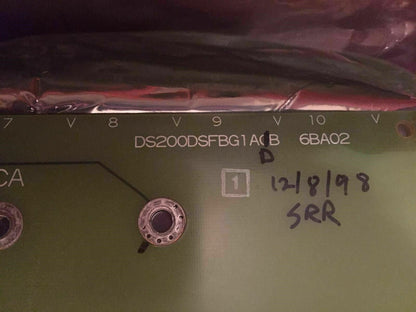 7 V 8 V 9 V 10 V
DS200DSFBG1ACB 6BA02
D
CA
1 12/8/98
SRR